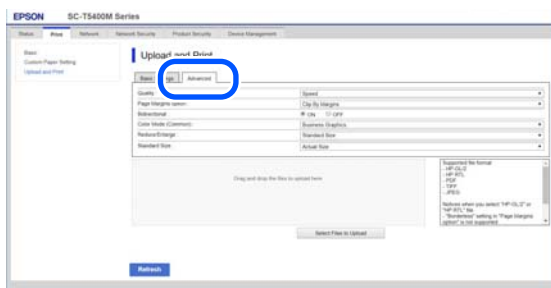 EPSON SC-T5400M Series
Status Print Network Network Security Product Security Device Management
Basic
Custom Paper Setting
Upload and Print
Upload and Print
Basic Advanced
Quality : Speed
Page Margins option : Clip By Margins
Bidirectional : ON OFF
Color Mode (Common) : Business Graphics
Reduce/Enlarge : Standard Size
Standard Size : Actual Size
Drag and drop the files to upload here
Supported file format
- HP-GL/2
- HP RTL
- PDF
- TIFF
- JPEG
Notices when you select "HP-GL/2" or
"HP RTL" file
- "Borderless" setting in "Page Margins
option" is not supported.
Select Files to Upload
Refresh